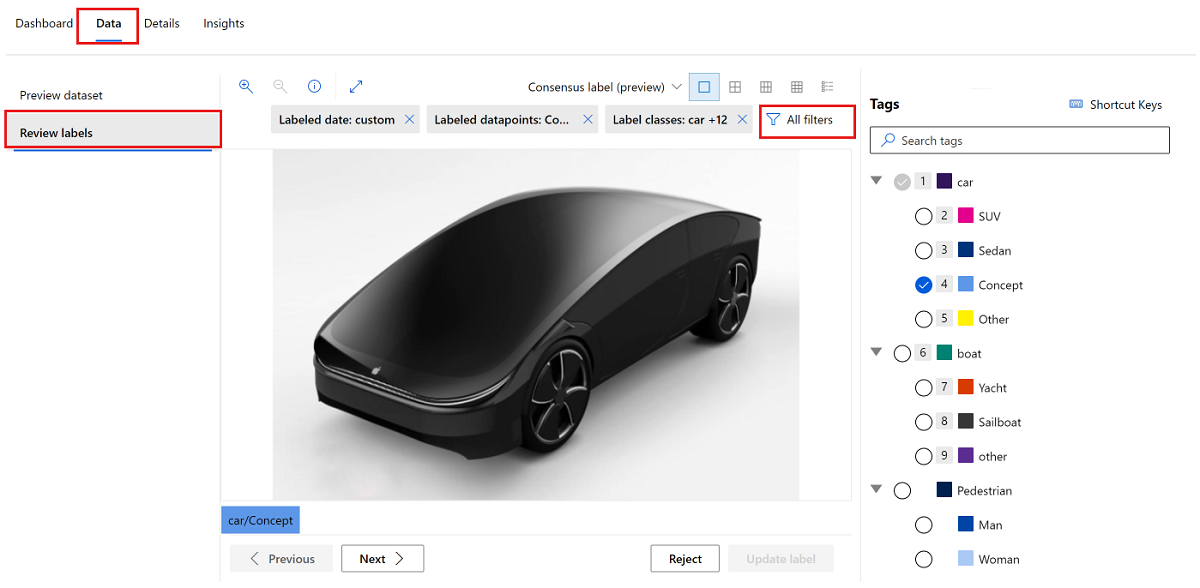 Dashboard Data Details Insights
Preview dataset
Review labels
Consensus label (preview)
Labeled date: custom
Labeled datapoints: Co...
Label classes: car +12
All filters
car/Concept
Previous
Next
Reject
Update label
Tags
Shortcut Keys
Search tags
1 car
2 SUV
3 Sedan
4 Concept
5 Other
6 boat
7 Yacht
8 Sailboat
9 other
Pedestrian
Man
Woman